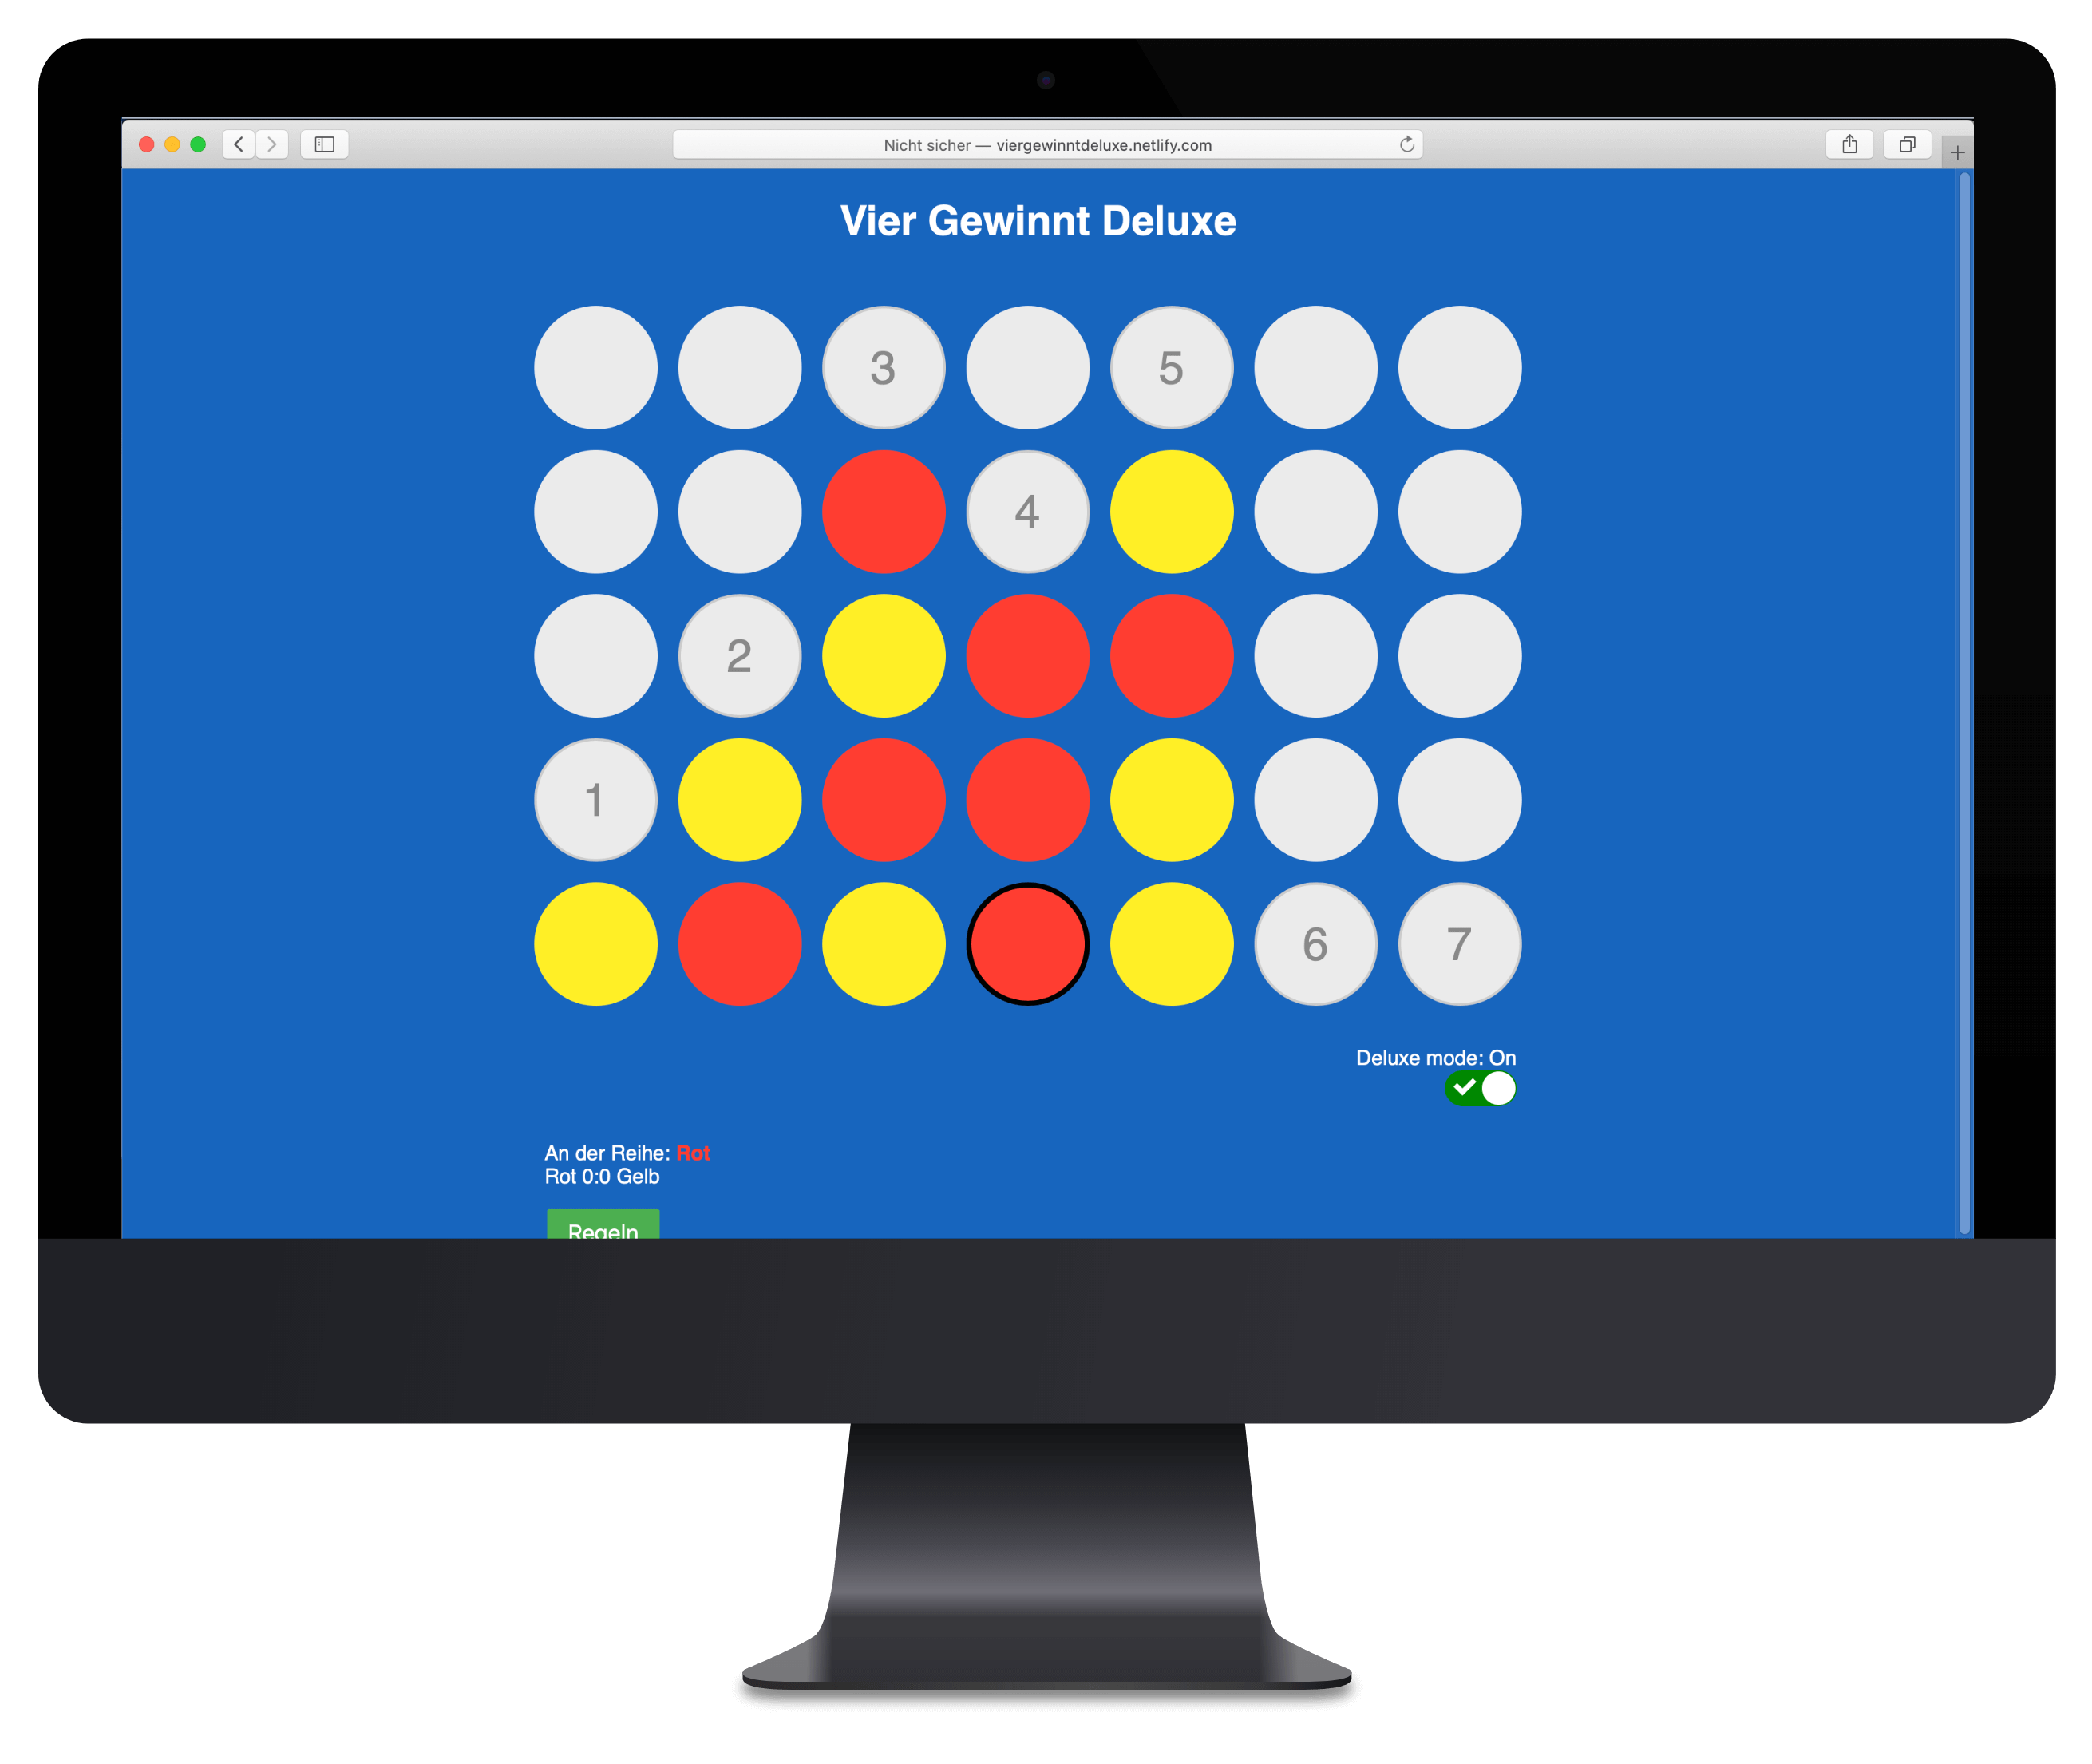 Nicht sicher — viergewinntdeluxe.netlify.com
Vier Gewinnt Deluxe
3
5
4
2
1
6
7
Deluxe mode: On
An der Reihe: Rot
Rot 0:0 Gelb
Regeln